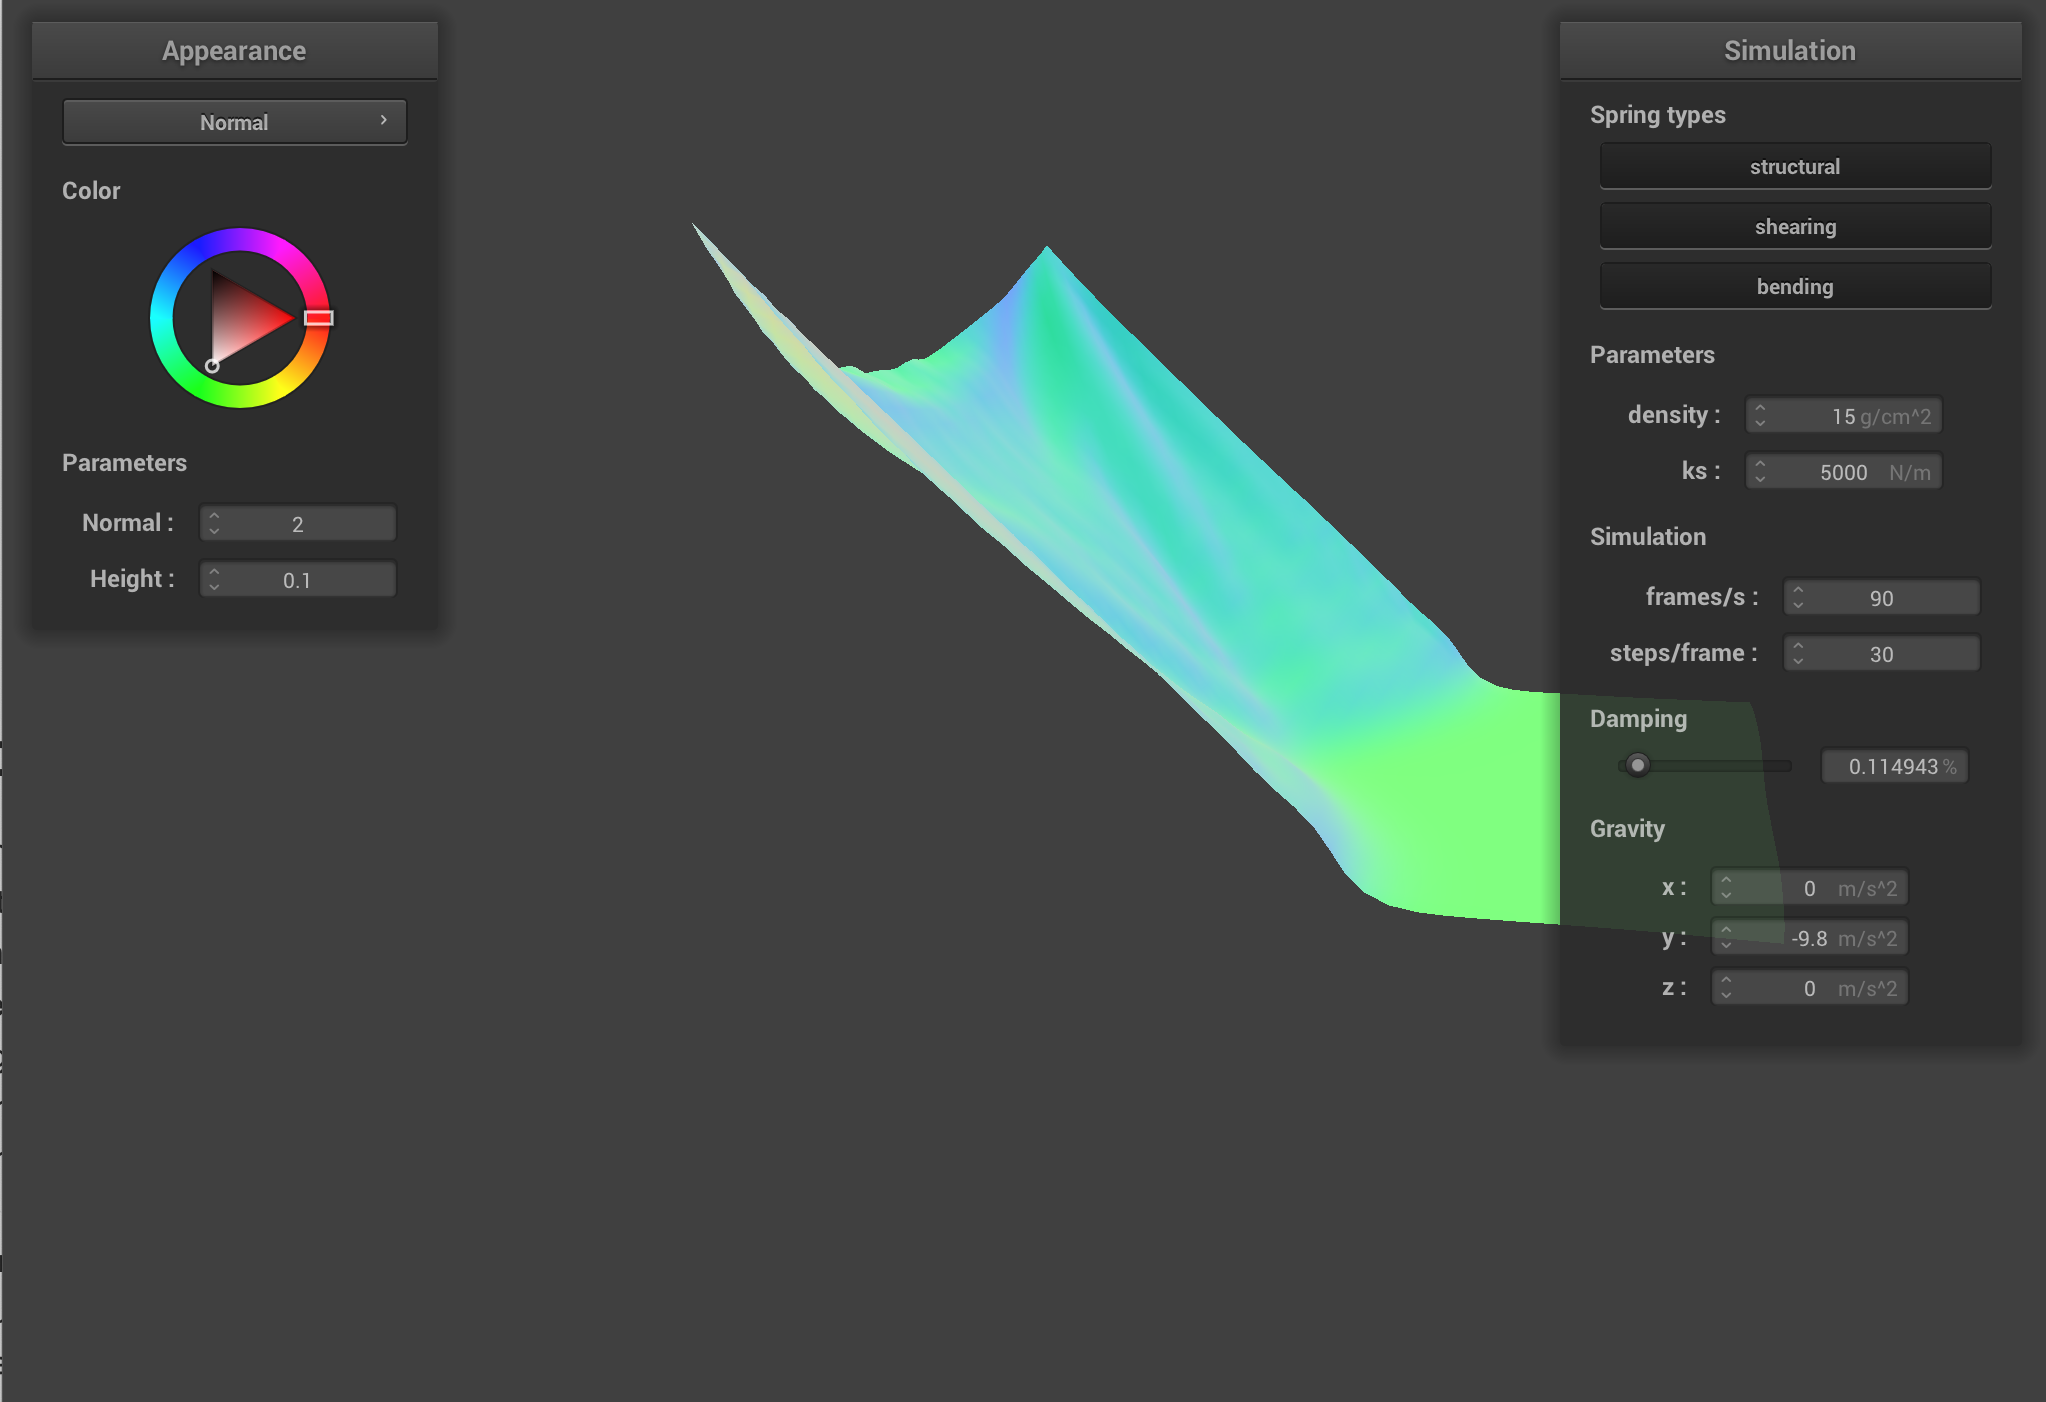 Appearance
Normal
Color
Parameters
Normal : 2
Height : 0.1
Simulation
Spring types
structural
shearing
bending
Parameters
density : 15 g/cm^2
ks : 5000 N/m
Simulation
frames/s : 90
steps/frame : 30
Damping
0.114943 %
Gravity
x : 0 m/s^2
y : -9.8 m/s^2
z : 0 m/s^2